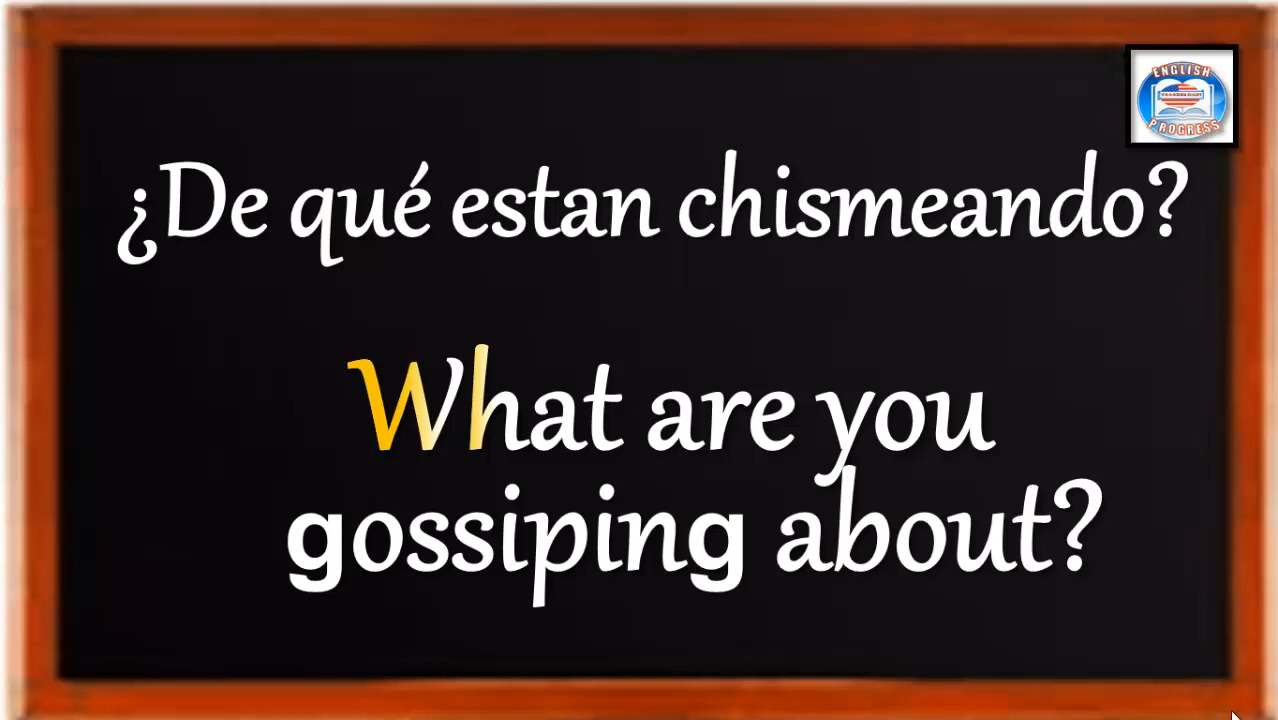 ENGLISH
PROGRESS
¿De qué estan chismeando?
What are you
gossiping about?